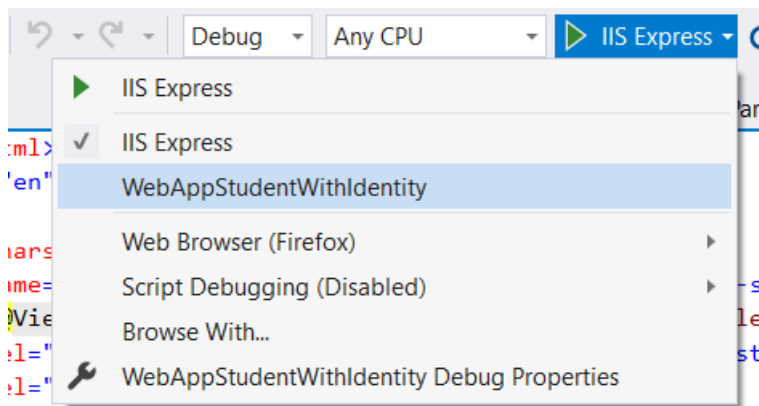 Debug Any CPU IIS Express
IIS Express
IIS Express
WebAppStudentWithIdentity
Web Browser (Firefox)
Script Debugging (Disabled)
Browse With...
WebAppStudentWithIdentity Debug Properties